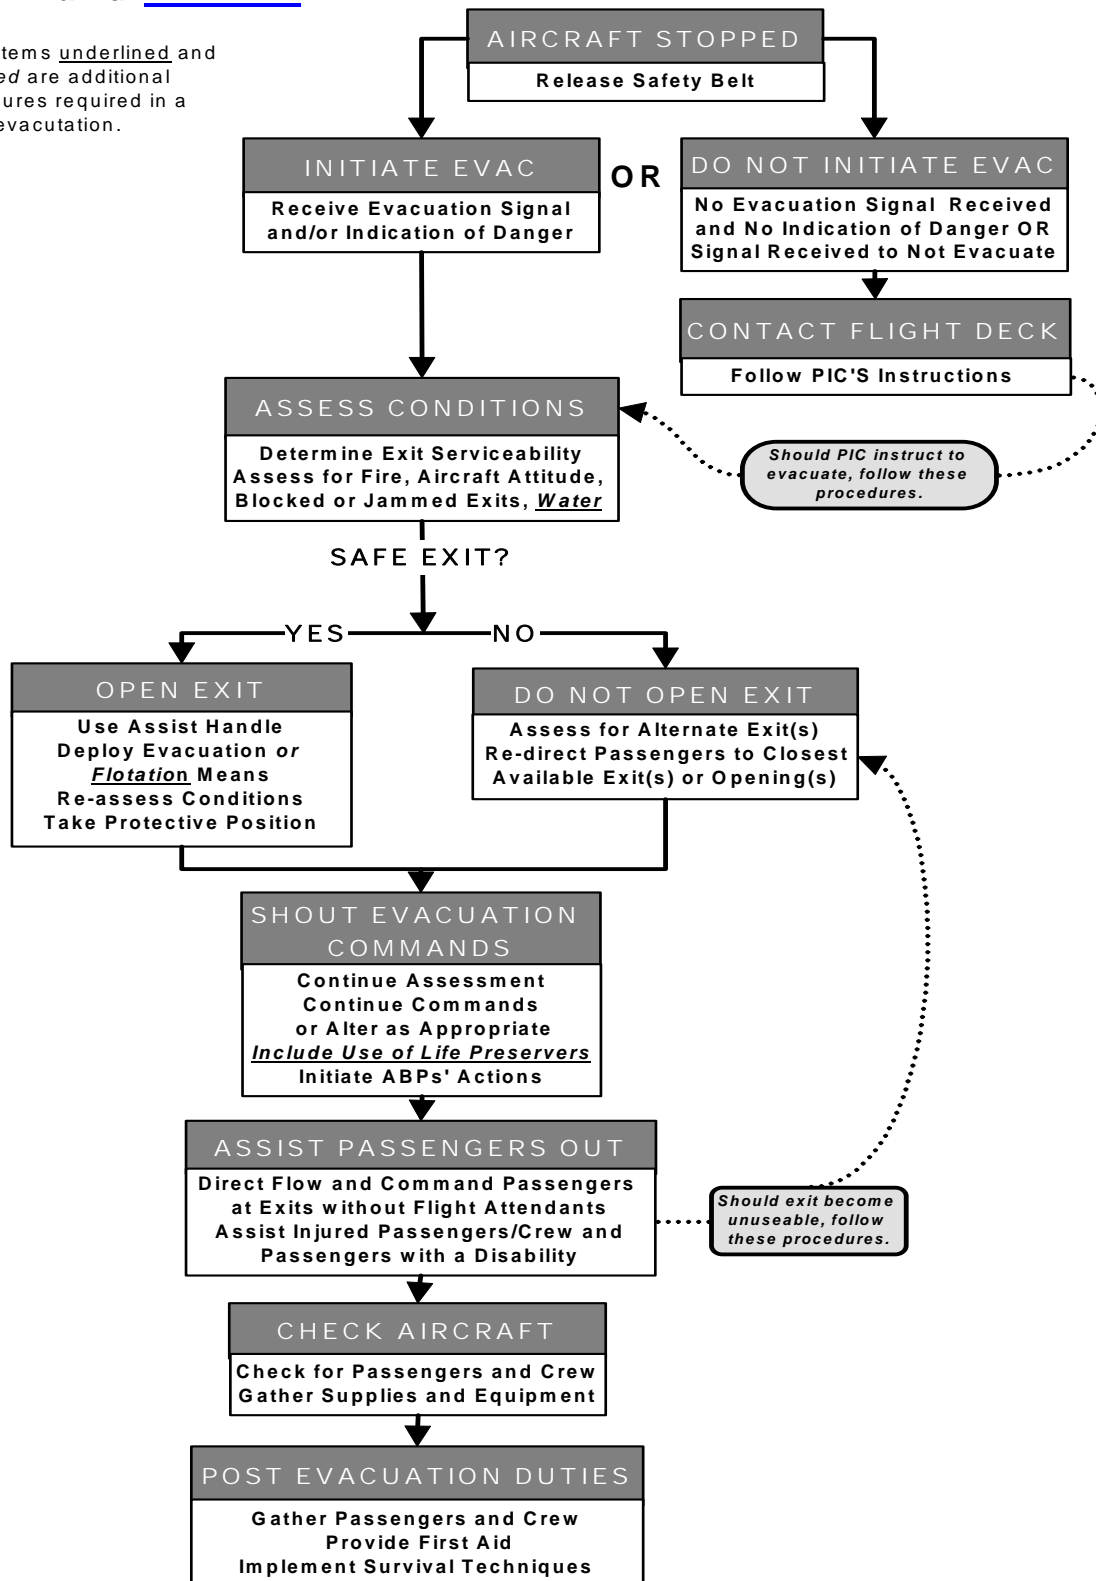 tems underlined and
ed are additional
ures required in a
evacutation.
AIRCRAFT STOPPED
Release Safety Belt
INITIATE EVAC
Receive Evacuation Signal
and/or Indication of Danger
OR
DO NOT INITIATE EVAC
No Evacuation Signal Received
and No Indication of Danger OR
Signal Received to Not Evacuate
CONTACT FLIGHT DECK
Follow PIC'S Instructions
Should PIC instruct to
evacuate, follow these
procedures.
ASSESS CONDITIONS
Determine Exit Serviceability
Assess for Fire, Aircraft Attitude,
Blocked or Jammed Exits, Water
SAFE EXIT?
YES
NO
OPEN EXIT
Use Assist Handle
Deploy Evacuation or
Flotation Means
Re-assess Conditions
Take Protective Position
DO NOT OPEN EXIT
Assess for Alternate Exit(s)
Re-direct Passengers to Closest
Available Exit(s) or Opening(s)
SHOUT EVACUATION
COMMANDS
Continue Assessment
Continue Commands
or Alter as Appropriate
Include Use of Life Preservers
Initiate ABPs' Actions
ASSIST PASSENGERS OUT
Direct Flow and Command Passengers
at Exits without Flight Attendants
Assist Injured Passengers/Crew and
Passengers with a Disability
Should exit become
unuseable, follow
these procedures.
CHECK AIRCRAFT
Check for Passengers and Crew
Gather Supplies and Equipment
POST EVACUATION DUTIES
Gather Passengers and Crew
Provide First Aid
Implement Survival Techniques